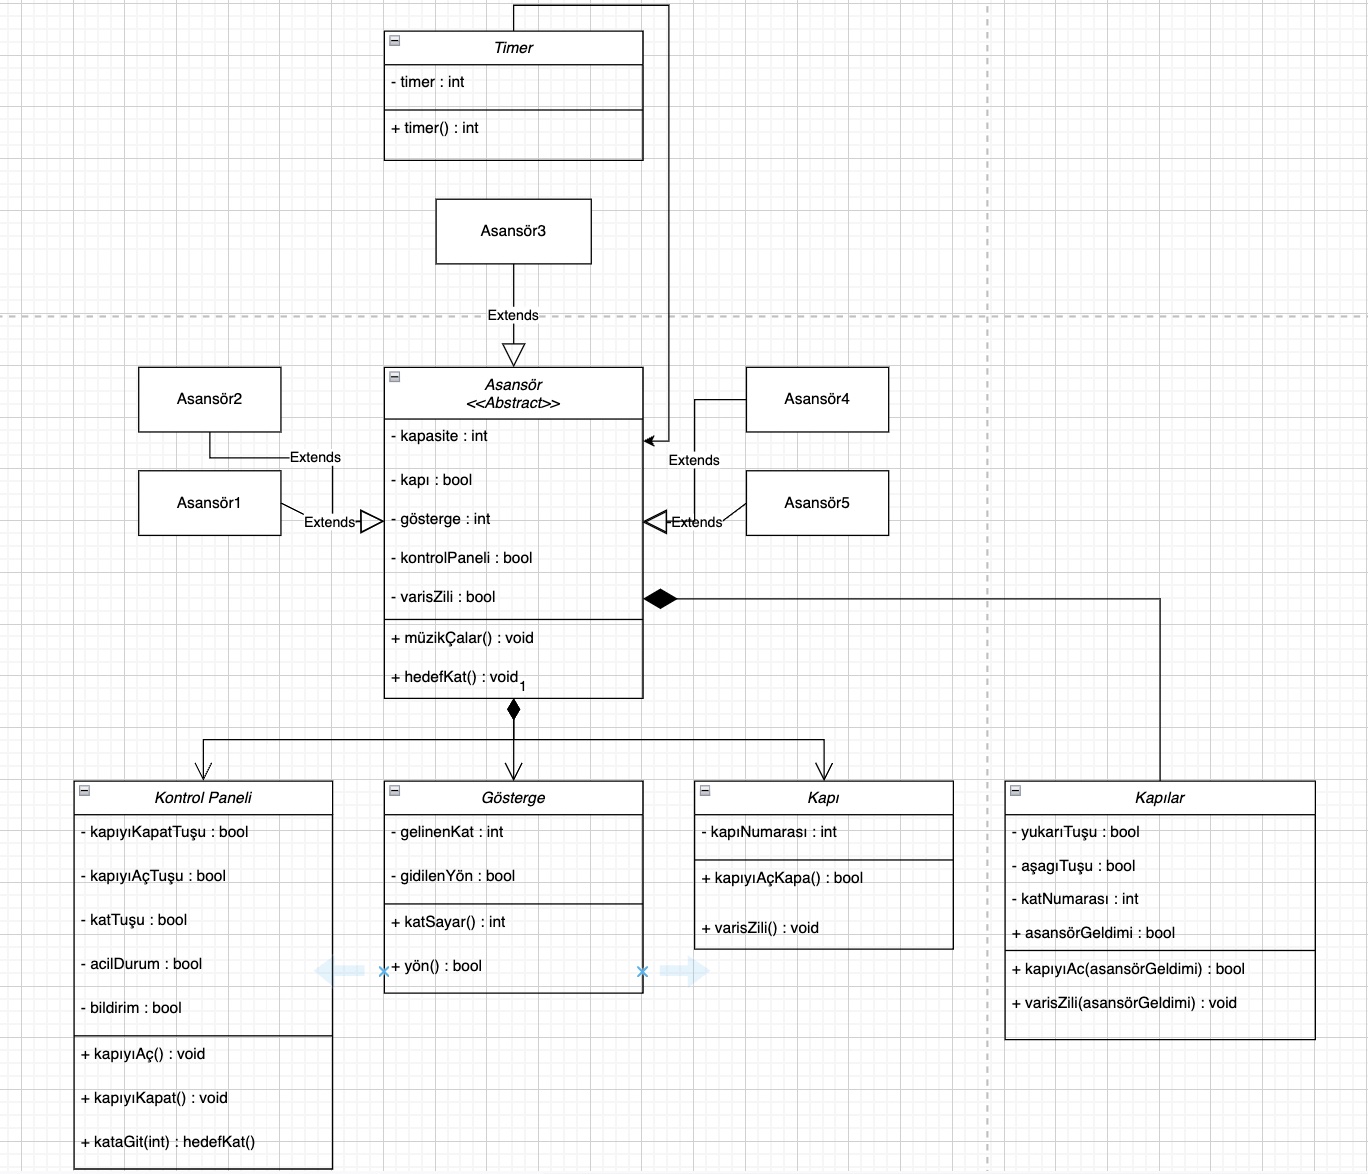 Timer
- timer : int
+ timer() : int
Asansör3
Extends
Asansör2
Extends
Asansör1
Extends
Asansör
<<Abstract>>
- kapasite : int
- kapı : bool
- gösterge : int
- kontrolPaneli : bool
- varisZili : bool
+ müzikÇalar() : void
+ hedefKat() : void
1
Asansör4
Extends
Asansör5
Extends
Kontrol Paneli
- kapıyıKapatTuşu : bool
- kapıyıAçTuşu : bool
- katTuşu : bool
- acilDurum : bool
- bildirim : bool
+ kapıyıAç() : void
+ kapıyıKapat() : void
+ kataGit(int) : hedefKat()
Gösterge
- gelinenKat : int
- gidilenYön : bool
+ katSayar() : int
+ yön() : bool
Kapı
- kapıNumarası : int
+ kapıyıAçKapa() : bool
+ varisZili() : void
Kapılar
- yukarıTuşu : bool
- aşagıTuşu : bool
- katNumarası : int
+ asansörGeldimi : bool
+ kapıyıAc(asansörGeldimi) : bool
+ varisZili(asansörGeldimi) : void